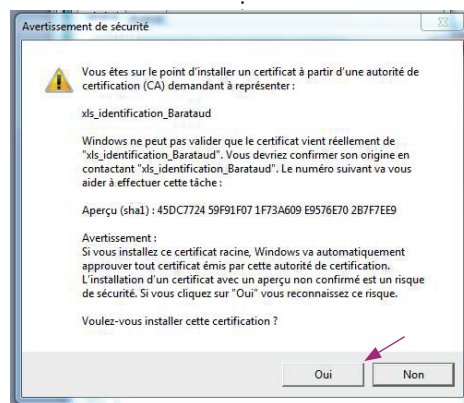 Avertissement de sécurité
Vous êtes sur le point d'installer un certificat à partir d'une autorité de
certification (CA) demandant à représenter :
xls_identification_Barataud
Windows ne peut pas valider que le certificat vient réellement de
"xls_identification_Barataud". Vous devriez confirmer son origine en
contactant "xls_identification_Barataud". Le numéro suivant va vous
aider à effectuer cette tâche :
Aperçu (sha1) : 45DC7724 59F91F07 1F73A609 E9576E70 2B7F7EE9
Avertissement :
Si vous installez ce certificat racine, Windows va automatiquement
approuver tout certificat émis par cette autorité de certification.
L'installation d'un certificat avec un aperçu non confirmé est un risque
de sécurité. Si vous cliquez sur "Oui" vous reconnaissez ce risque.
Voulez-vous installer cette certification ?
Oui
Non